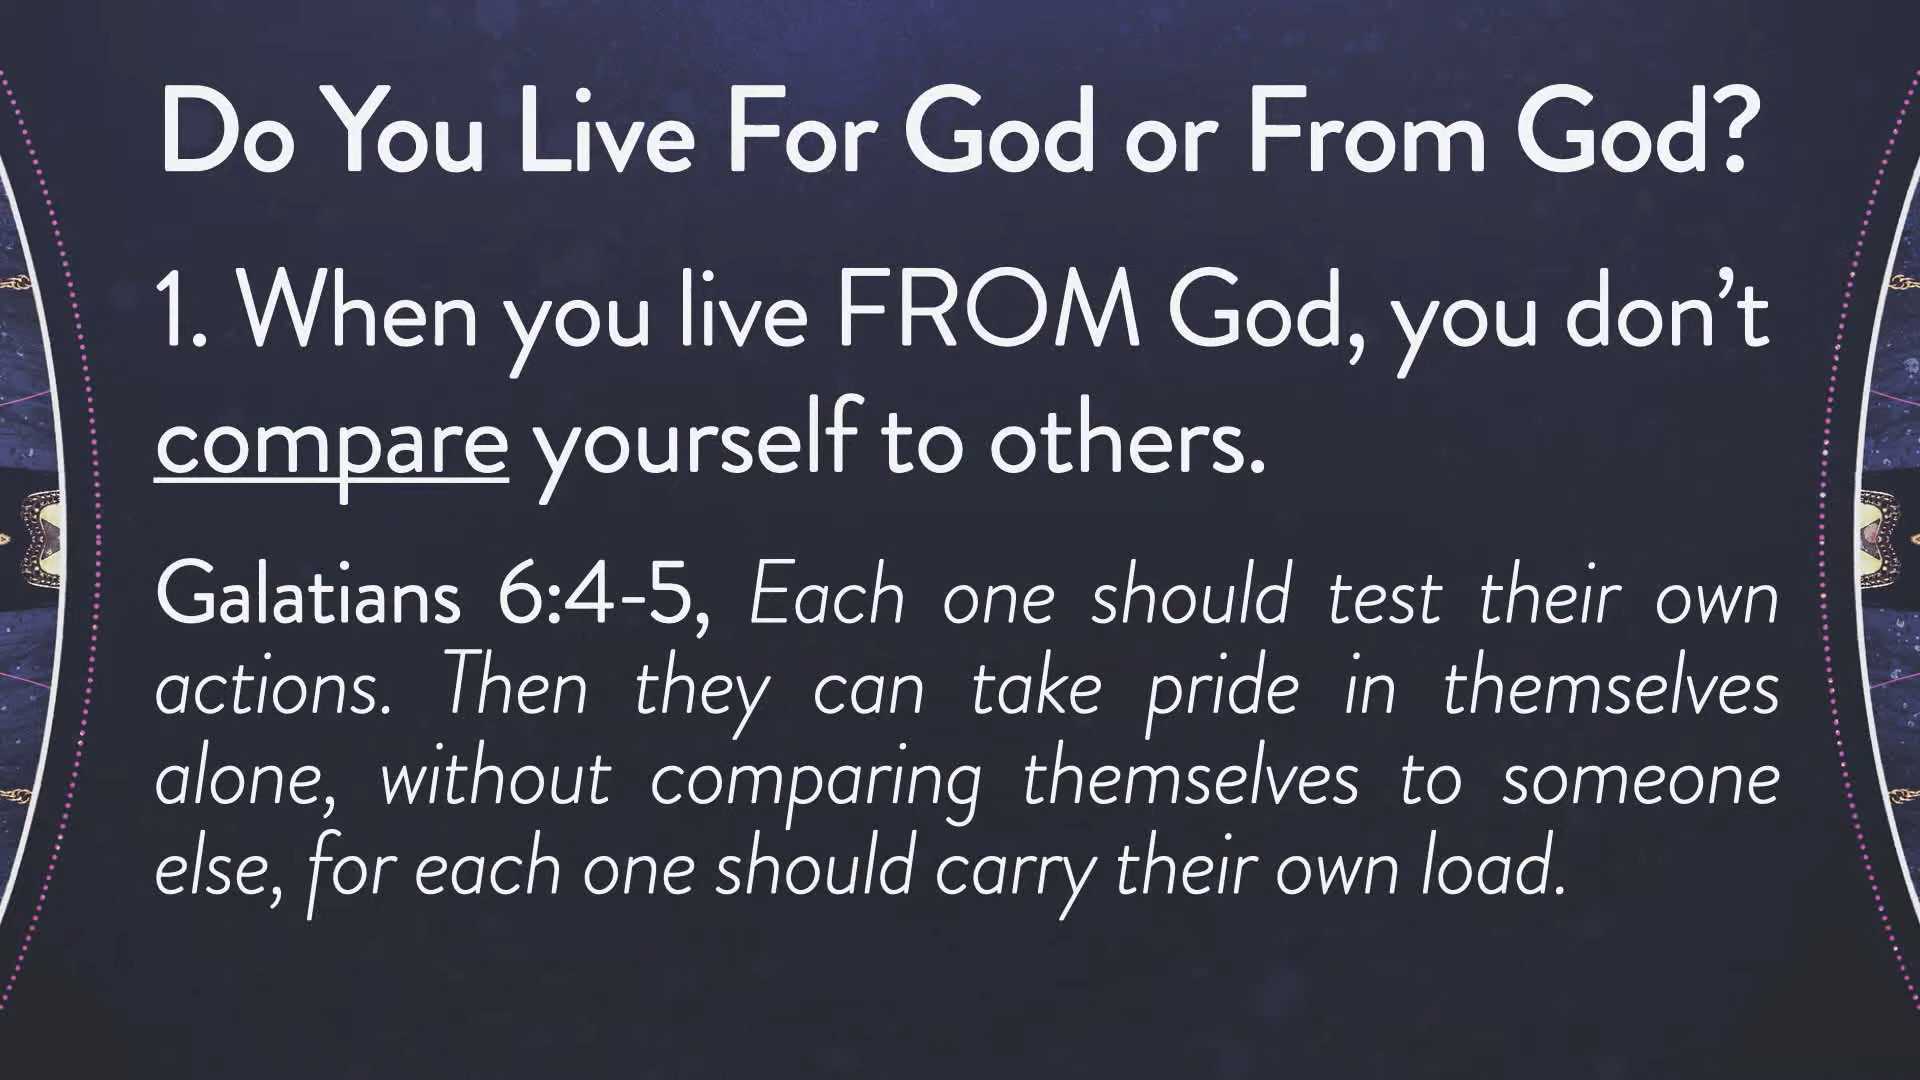 Do You Live For God or From God?
1. When you live FROM God, you don’t
compare yourself to others.
Galatians 6:4-5, Each one should test their own
actions. Then they can take pride in themselves
alone, without comparing themselves to someone
else, for each one should carry their own load.